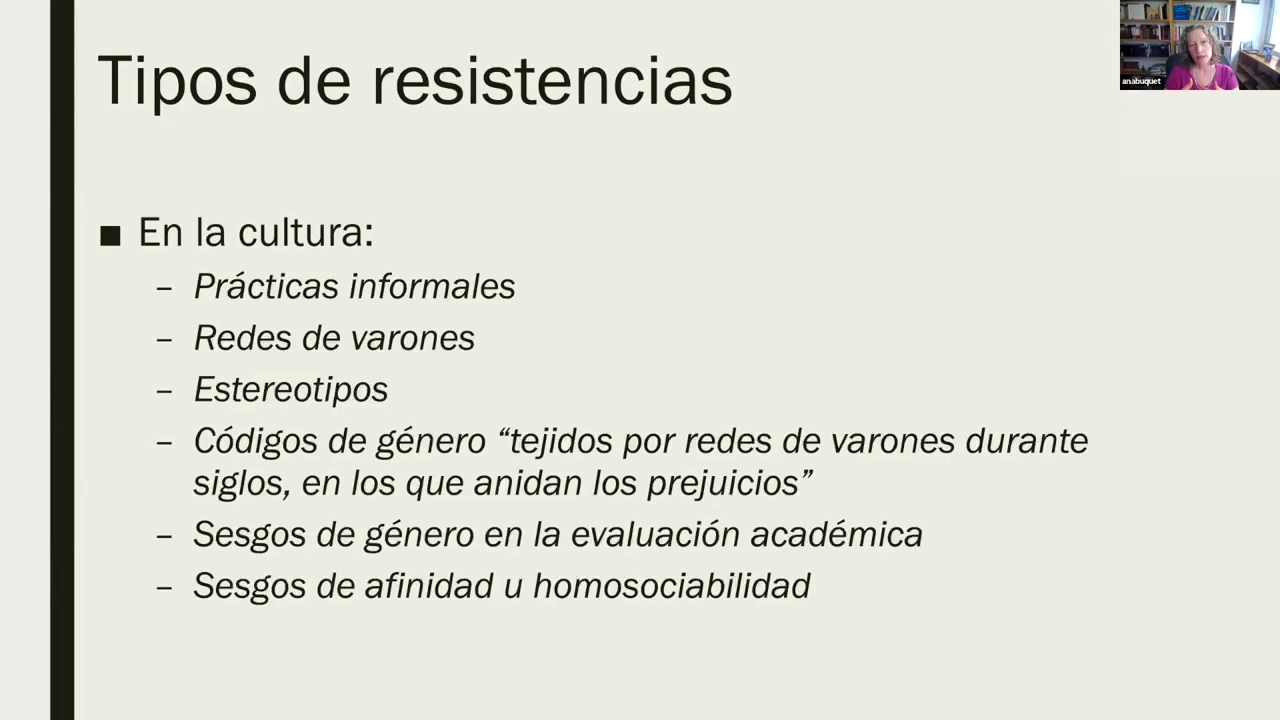 Tipos de resistencias
anabuquet
■ En la cultura:
– Prácticas informales
– Redes de varones
– Estereotipos
– Códigos de género “tejidos por redes de varones durante
siglos, en los que anidan los prejuicios”
– Sesgos de género en la evaluación académica
– Sesgos de afinidad u homosociabilidad